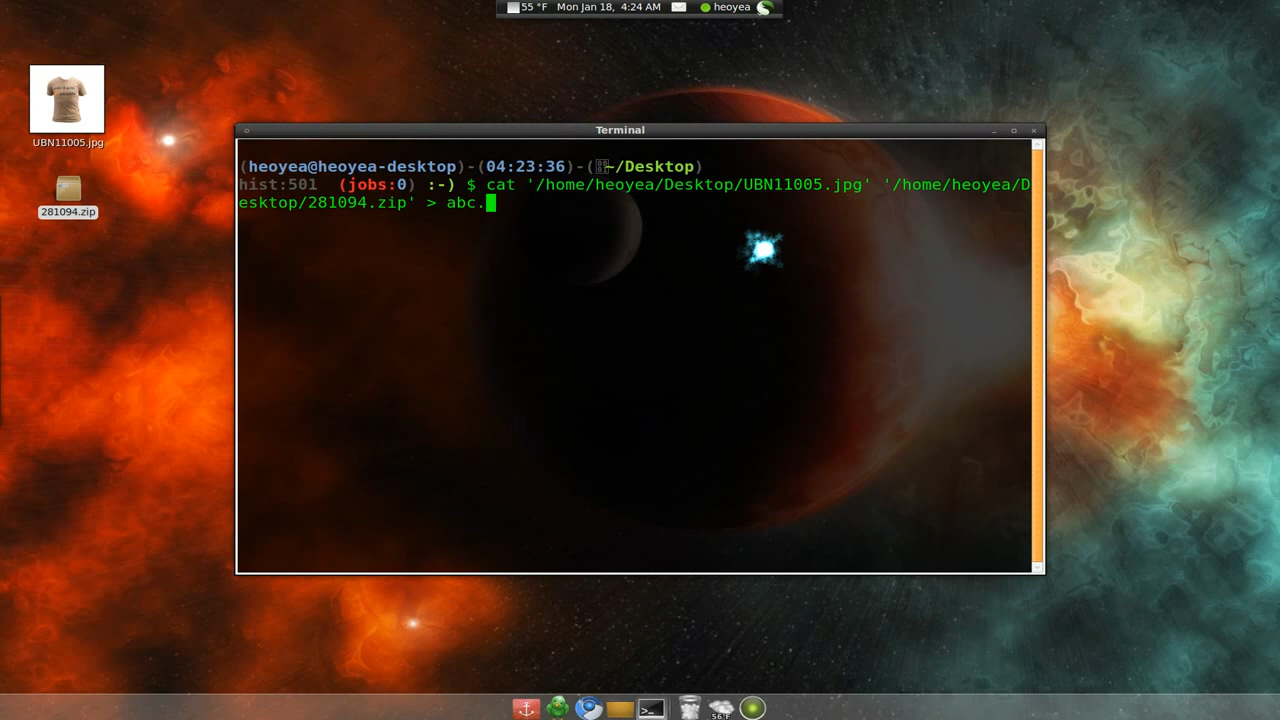 55 °F Mon Jan 18, 4:24 AM heoyea
UBN11005.jpg
281094.zip
Terminal
(heoyea@heoyea-desktop)-(04:23:36)-(~/Desktop)
hist:501 (jobs:0) :-) $ cat '/home/heoyea/Desktop/UBN11005.jpg' '/home/heoyea/D
esktop/281094.zip' > abc.
>_
56°F